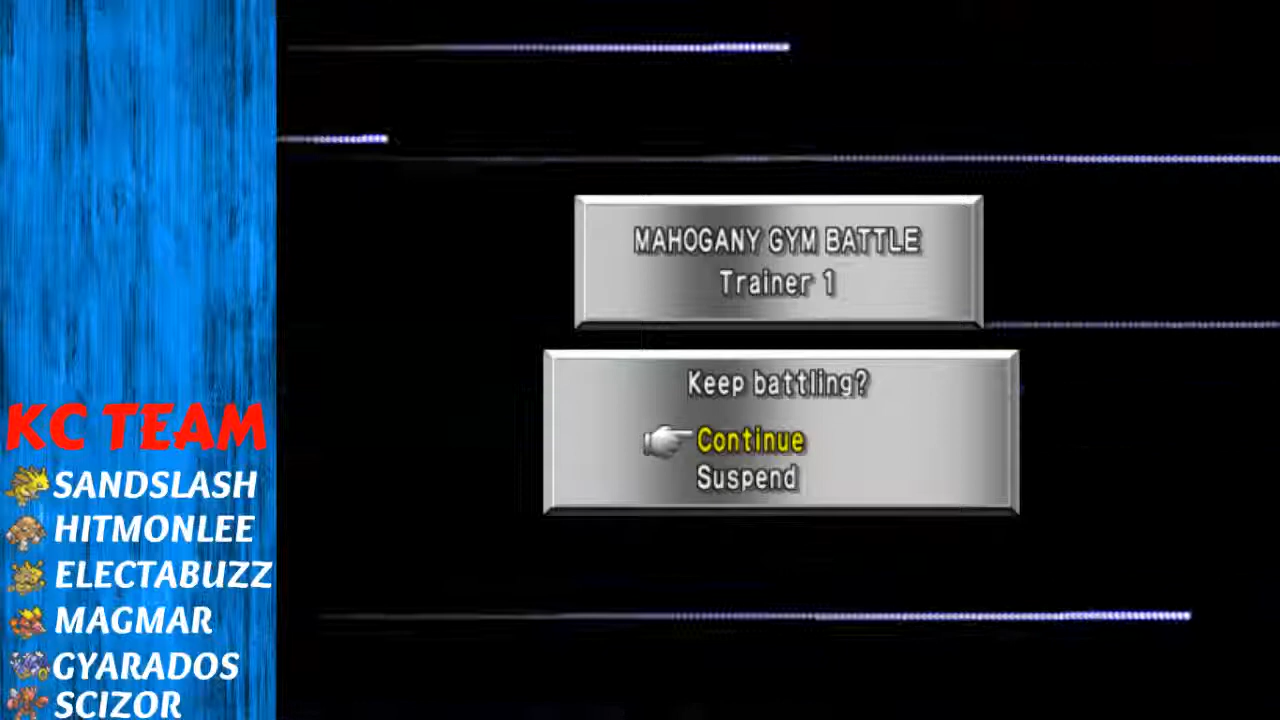 MAHOGANY GYM BATTLE
Trainer 1
Keep battling?
Continue
Suspend
KC TEAM
SANDSLASH
HITMONLEE
ELECTABUZZ
MAGMAR
GYARADOS
SCIZOR